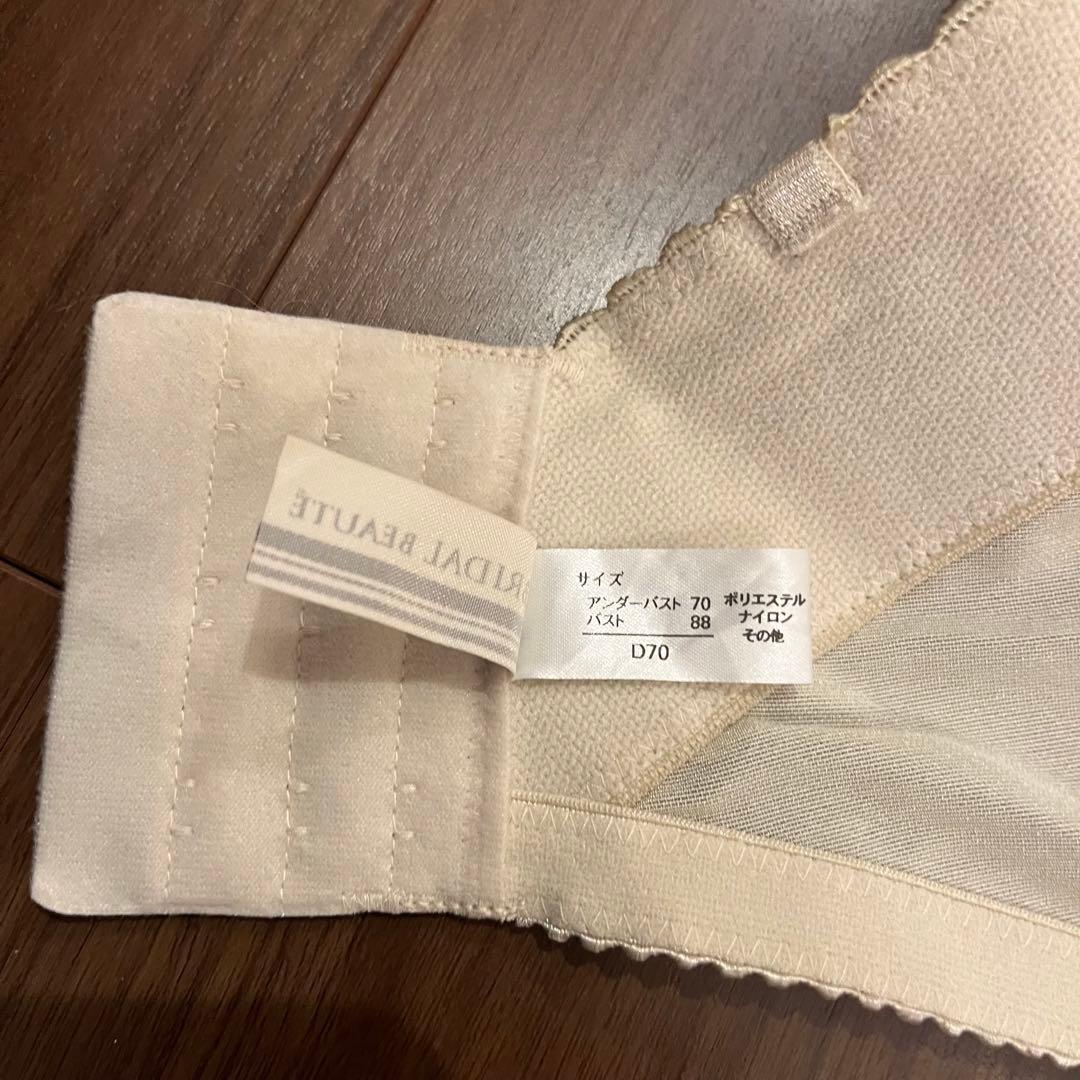 RIDAL BEAUTÉ
サイズ
アンダーバスト 70
バスト 88
D70
ポリエステル
ナイロン
その他